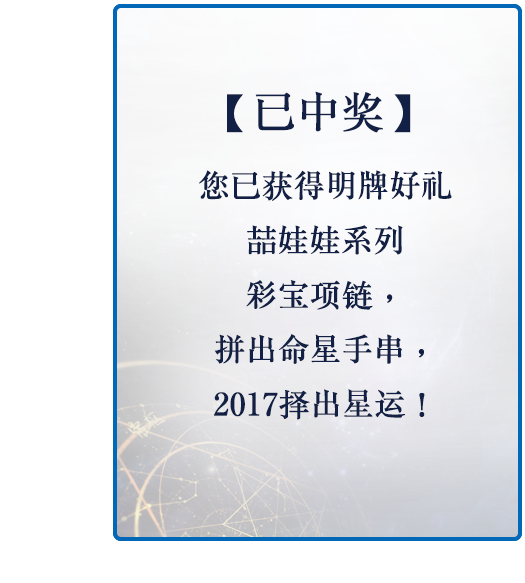 【已中奖】
您已获得明牌好礼
喆娃娃系列
彩宝项链，
拼出命星手串，
2017择出星运！